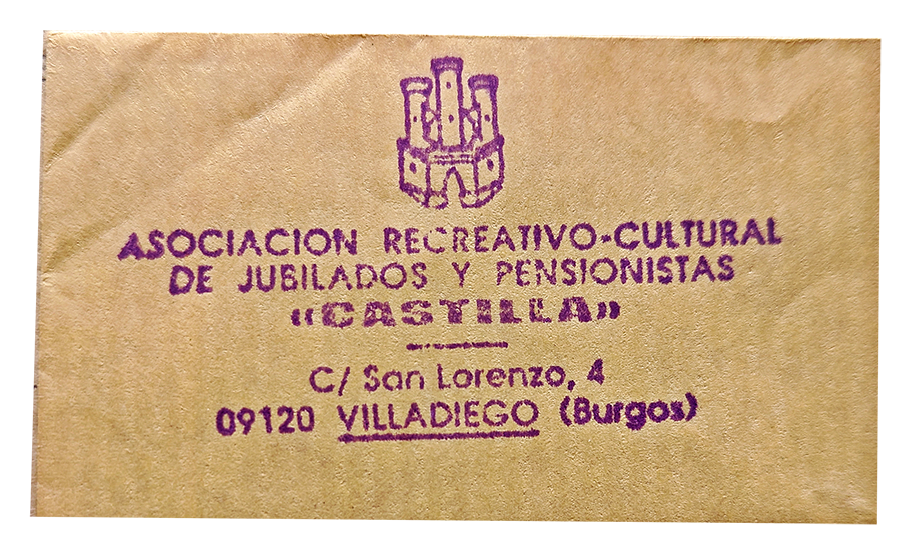 ASOCIACION RECREATIVO-CULTURAL
DE JUBILADOS Y PENSIONISTAS
«CASTILLA»
C/ San Lorenzo, 4
09120 VILLADIEGO (Burgos)